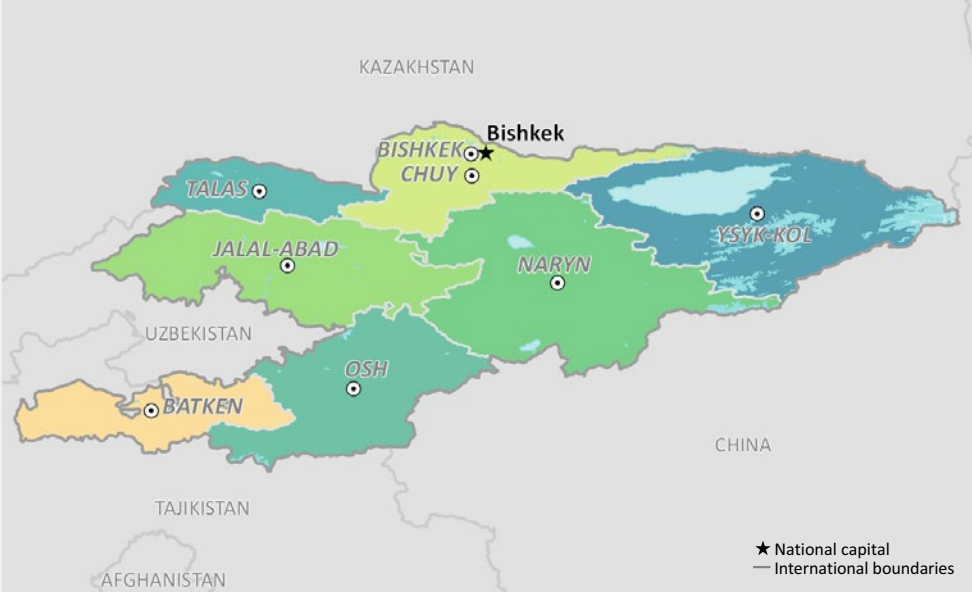 KAZAKHSTAN
Bishkek
BISHKEK
CHUY
TALAS
YSYK-KOL
JALAL-ABAD
NARYN
UZBEKISTAN
OSH
BATKEN
CHINA
TAJIKISTAN
National capital
International boundaries
AFGHANISTAN